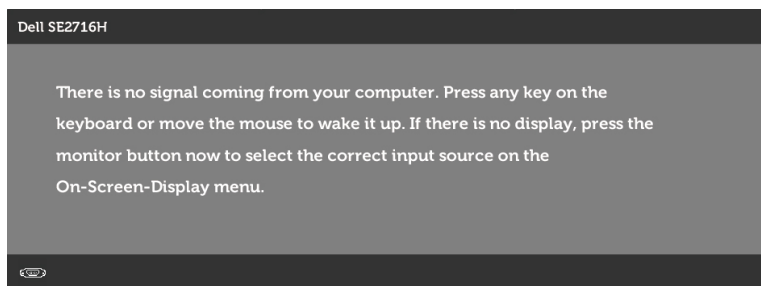 Dell SE2716H
There is no signal coming from your computer. Press any key on the
keyboard or move the mouse to wake it up. If there is no display, press the
monitor button now to select the correct input source on the
On-Screen-Display menu.